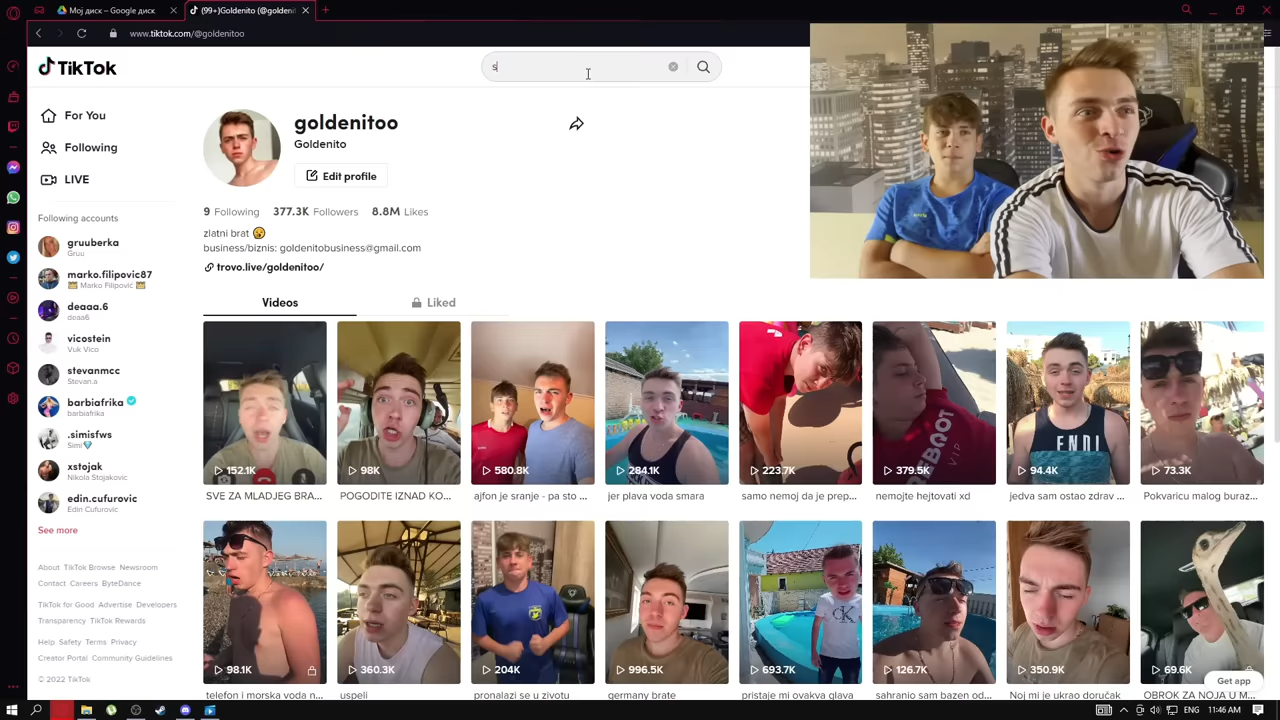 Мој диск – Google диск
(99+)Goldenito (@goldenit
www.tiktok.com/@goldenitoo
TikTok
s
For You
Following
LIVE
Following accounts
gruuberka
Gruu
marko.filipovic87
Marko Filipović
deaaa.6
deaa6
vicostein
Vuk Vico
stevanmcc
Stevan.a
barbiafrika
barbiafrika
.simisfws
Simi
xstojak
Nikola Stojakovic
edin.cufurovic
Edin Cufurovic
See more
About TikTok Browse Newsroom
Contact Careers ByteDance
TikTok for Good Advertise Developers
Transparency TikTok Rewards
Help Safety Terms Privacy
Creator Portal Community Guidelines
© 2022 TikTok
goldenitoo
Goldenito
Edit profile
9 Following 377.3K Followers 8.8M Likes
zlatni brat
business/biznis: goldenitobusiness@gmail.com
trovo.live/goldenitoo/
Videos Liked
ENDI
VIP
152.1K 98K 580.8K 284.1K 223.7K 379.5K 94.4K 73.3K
SVE ZA MLADJEG BRA... POGODITE IZNAD KO... ajfon je sranje - pa sto ... jer plava voda smara samo nemoj da je prep... nemojte hejtovati xd jedva sam ostao zdrav ... Pokvaricu malog buraz...
CK
98.1K 360.3K 204K 996.5K 693.7K 126.7K 350.9K 69.6K
telefon i morska voda n... uspeli pronalazi se u zivotu germany brate pristaje mi ovakva glava sahranio sam bazen od... Noj mi je ukrao doručak OBROK ZA NOJA U M...
Get app
ENG 11:46 AM